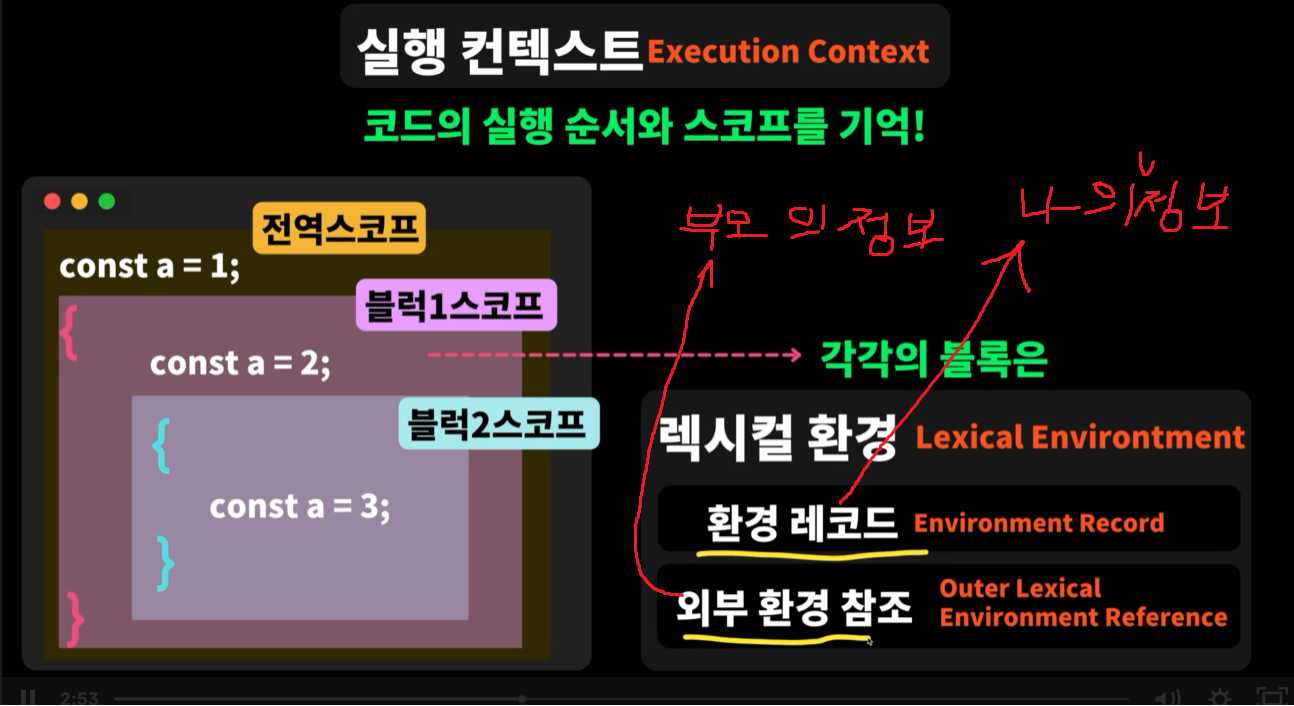 실행 컨텍스트 Execution Context
코드의 실행 순서와 스코프를 기억!
전역스코프
const a = 1;
블럭1스코프
{
const a = 2;
블럭2스코프
{
const a = 3;
}
}
부모의 정보
나의 정보
각각의 블록은
렉시컬 환경 Lexical Environtment
환경 레코드 Environment Record
외부 환경 참조 Outer Lexical
Environment Reference
2:53